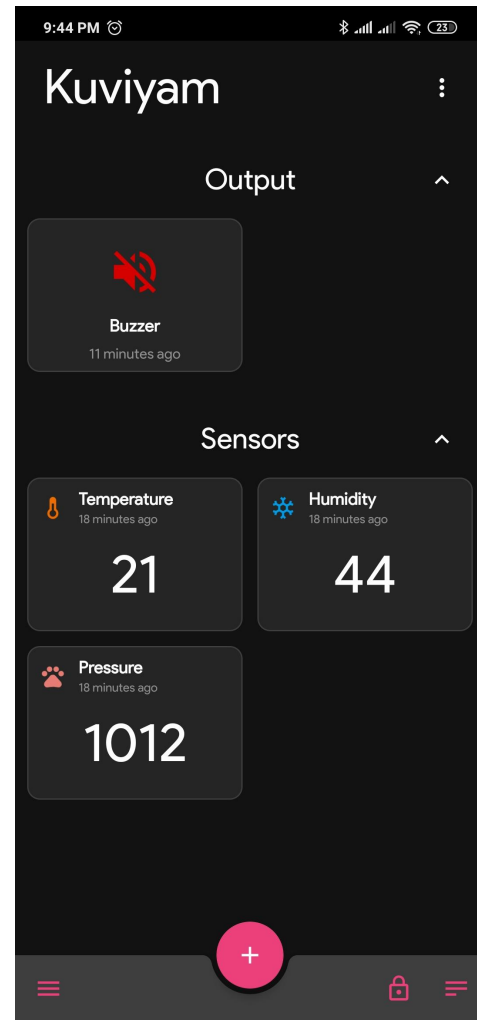 9:44 PM 23
Kuviyam
Output
Buzzer
11 minutes ago
Sensors
Temperature
18 minutes ago
21
Humidity
18 minutes ago
44
Pressure
18 minutes ago
1012